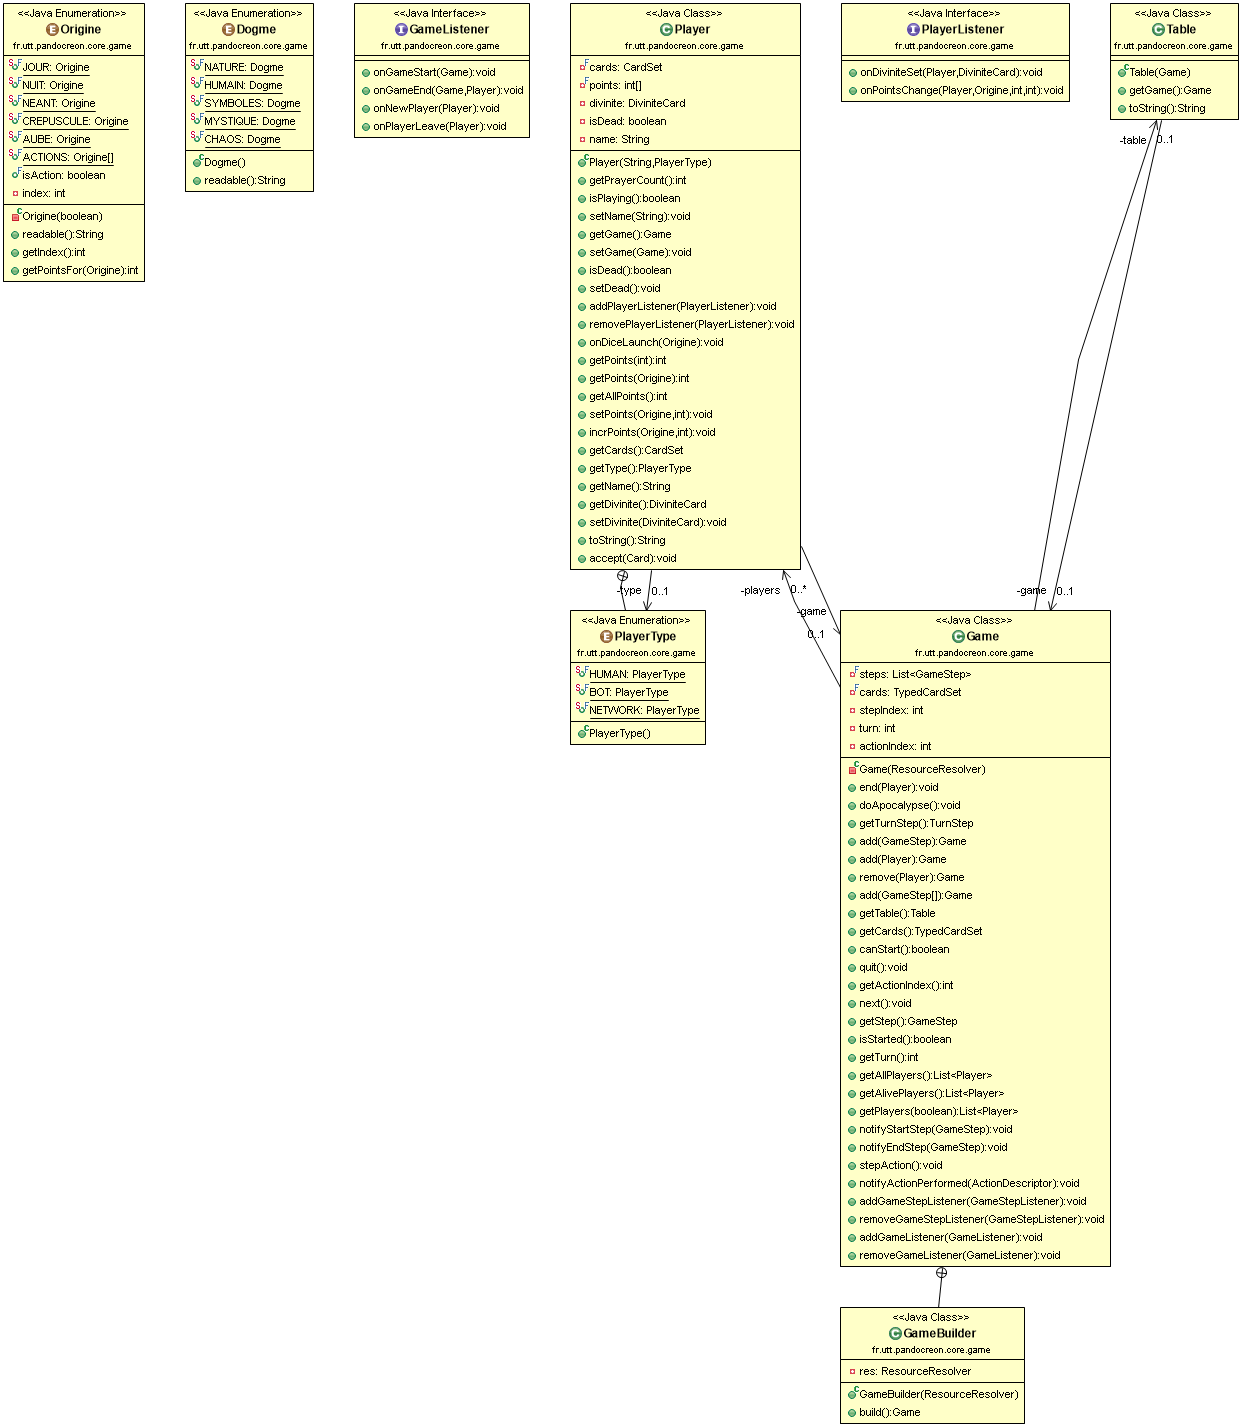 <<Java Enumeration>>
Origine
fr.utt.pandocreon.core.game
JOUR: Origine
NUIT: Origine
NEANT: Origine
CREPUSCULE: Origine
AUBE: Origine
ACTIONS: Origine[]
isAction: boolean
index: int
Origine(boolean)
readable():String
getIndex():int
getPointsFor(Origine):int
<<Java Enumeration>>
Dogme
fr.utt.pandocreon.core.game
NATURE: Dogme
HUMAIN: Dogme
SYMBOLES: Dogme
MYSTIQUE: Dogme
CHAOS: Dogme
Dogme()
readable():String
<<Java Interface>>
GameListener
fr.utt.pandocreon.core.game
onGameStart(Game):void
onGameEnd(Game,Player):void
onNewPlayer(Player):void
onPlayerLeave(Player):void
<<Java Class>>
Player
fr.utt.pandocreon.core.game
cards: CardSet
points: int[]
divinite: DiviniteCard
isDead: boolean
name: String
Player(String,PlayerType)
getPrayerCount():int
isPlaying():boolean
setName(String):void
getGame():Game
setGame(Game):void
isDead():boolean
setDead():void
addPlayerListener(PlayerListener):void
removePlayerListener(PlayerListener):void
onDiceLaunch(Origine):void
getPoints(int):int
getPoints(Origine):int
getAllPoints():int
setPoints(Origine,int):void
incrPoints(Origine,int):void
getCards():CardSet
getType():PlayerType
getName():String
getDivinite():DiviniteCard
setDivinite(DiviniteCard):void
toString():String
accept(Card):void
<<Java Interface>>
PlayerListener
fr.utt.pandocreon.core.game
onDiviniteSet(Player,DiviniteCard):void
onPointsChange(Player,Origine,int,int):void
<<Java Class>>
Table
fr.utt.pandocreon.core.game
Table(Game)
getGame():Game
toString():String
-table
0..1
-type
0..1
-players
0..*
-game
0..1
-game
0..1
<<Java Enumeration>>
PlayerType
fr.utt.pandocreon.core.game
HUMAN: PlayerType
BOT: PlayerType
NETWORK: PlayerType
PlayerType()
<<Java Class>>
Game
fr.utt.pandocreon.core.game
steps: List<GameStep>
cards: TypedCardSet
stepIndex: int
turn: int
actionIndex: int
Game(ResourceResolver)
end(Player):void
doApocalypse():void
getTurnStep():TurnStep
add(GameStep):Game
add(Player):Game
remove(Player):Game
add(GameStep[]):Game
getTable():Table
getCards():TypedCardSet
canStart():boolean
quit():void
getActionIndex():int
next():void
getStep():GameStep
isStarted():boolean
getTurn():int
getAllPlayers():List<Player>
getAlivePlayers():List<Player>
getPlayers(boolean):List<Player>
notifyStartStep(GameStep):void
notifyEndStep(GameStep):void
stepAction():void
notifyActionPerformed(ActionDescriptor):void
addGameStepListener(GameStepListener):void
removeGameStepListener(GameStepListener):void
addGameListener(GameListener):void
removeGameListener(GameListener):void
<<Java Class>>
GameBuilder
fr.utt.pandocreon.core.game
res: ResourceResolver
GameBuilder(ResourceResolver)
build():Game